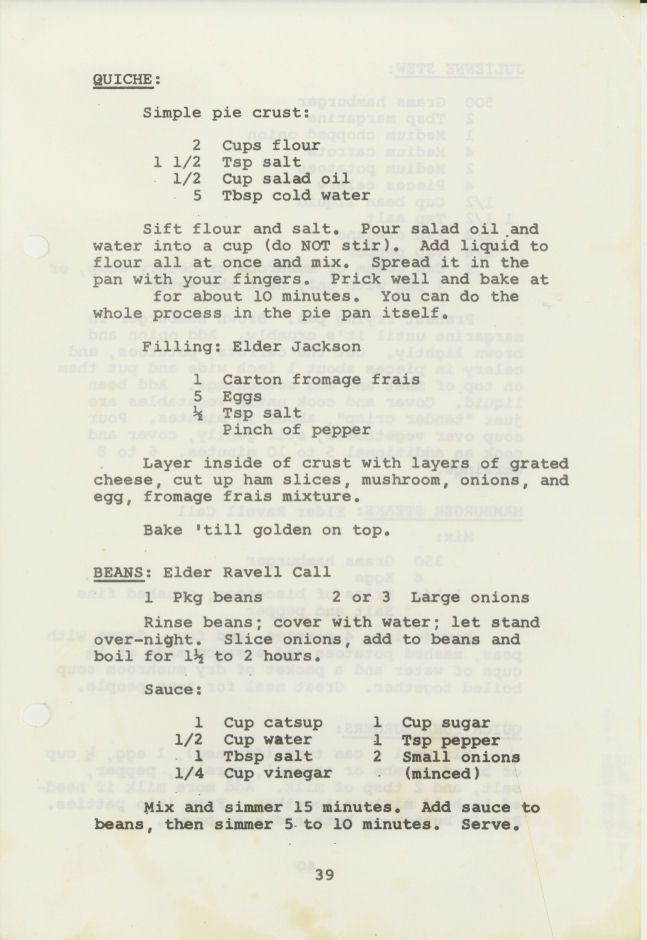 QUICHE:
Simple pie crust:
2 Cups flour
1 1/2 Tsp salt
1/2 Cup salad oil
5 Tbsp cold water
Sift flour and salt. Pour salad oil and
water into a cup (do NOT stir). Add liquid to
flour all at once and mix. Spread it in the
pan with your fingers. Prick well and bake at
for about 10 minutes. You can do the
whole process in the pie pan itself.
Filling: Elder Jackson
1 Carton fromage frais
5 Eggs
½ Tsp salt
Pinch of pepper
Layer inside of crust with layers of grated
cheese, cut up ham slices, mushroom, onions, and
egg, fromage frais mixture.
Bake 'till golden on top.
BEANS: Elder Ravell Call
1 Pkg beans 2 or 3 Large onions
Rinse beans; cover with water; let stand
over-night. Slice onions, add to beans and
boil for 1½ to 2 hours.
Sauce:
1 Cup catsup 1 Cup sugar
1/2 Cup water 1 Tsp pepper
1 Tbsp salt 2 Small onions
1/4 Cup vinegar (minced)
Mix and simmer 15 minutes. Add sauce to
beans, then simmer 5 to 10 minutes. Serve.
39